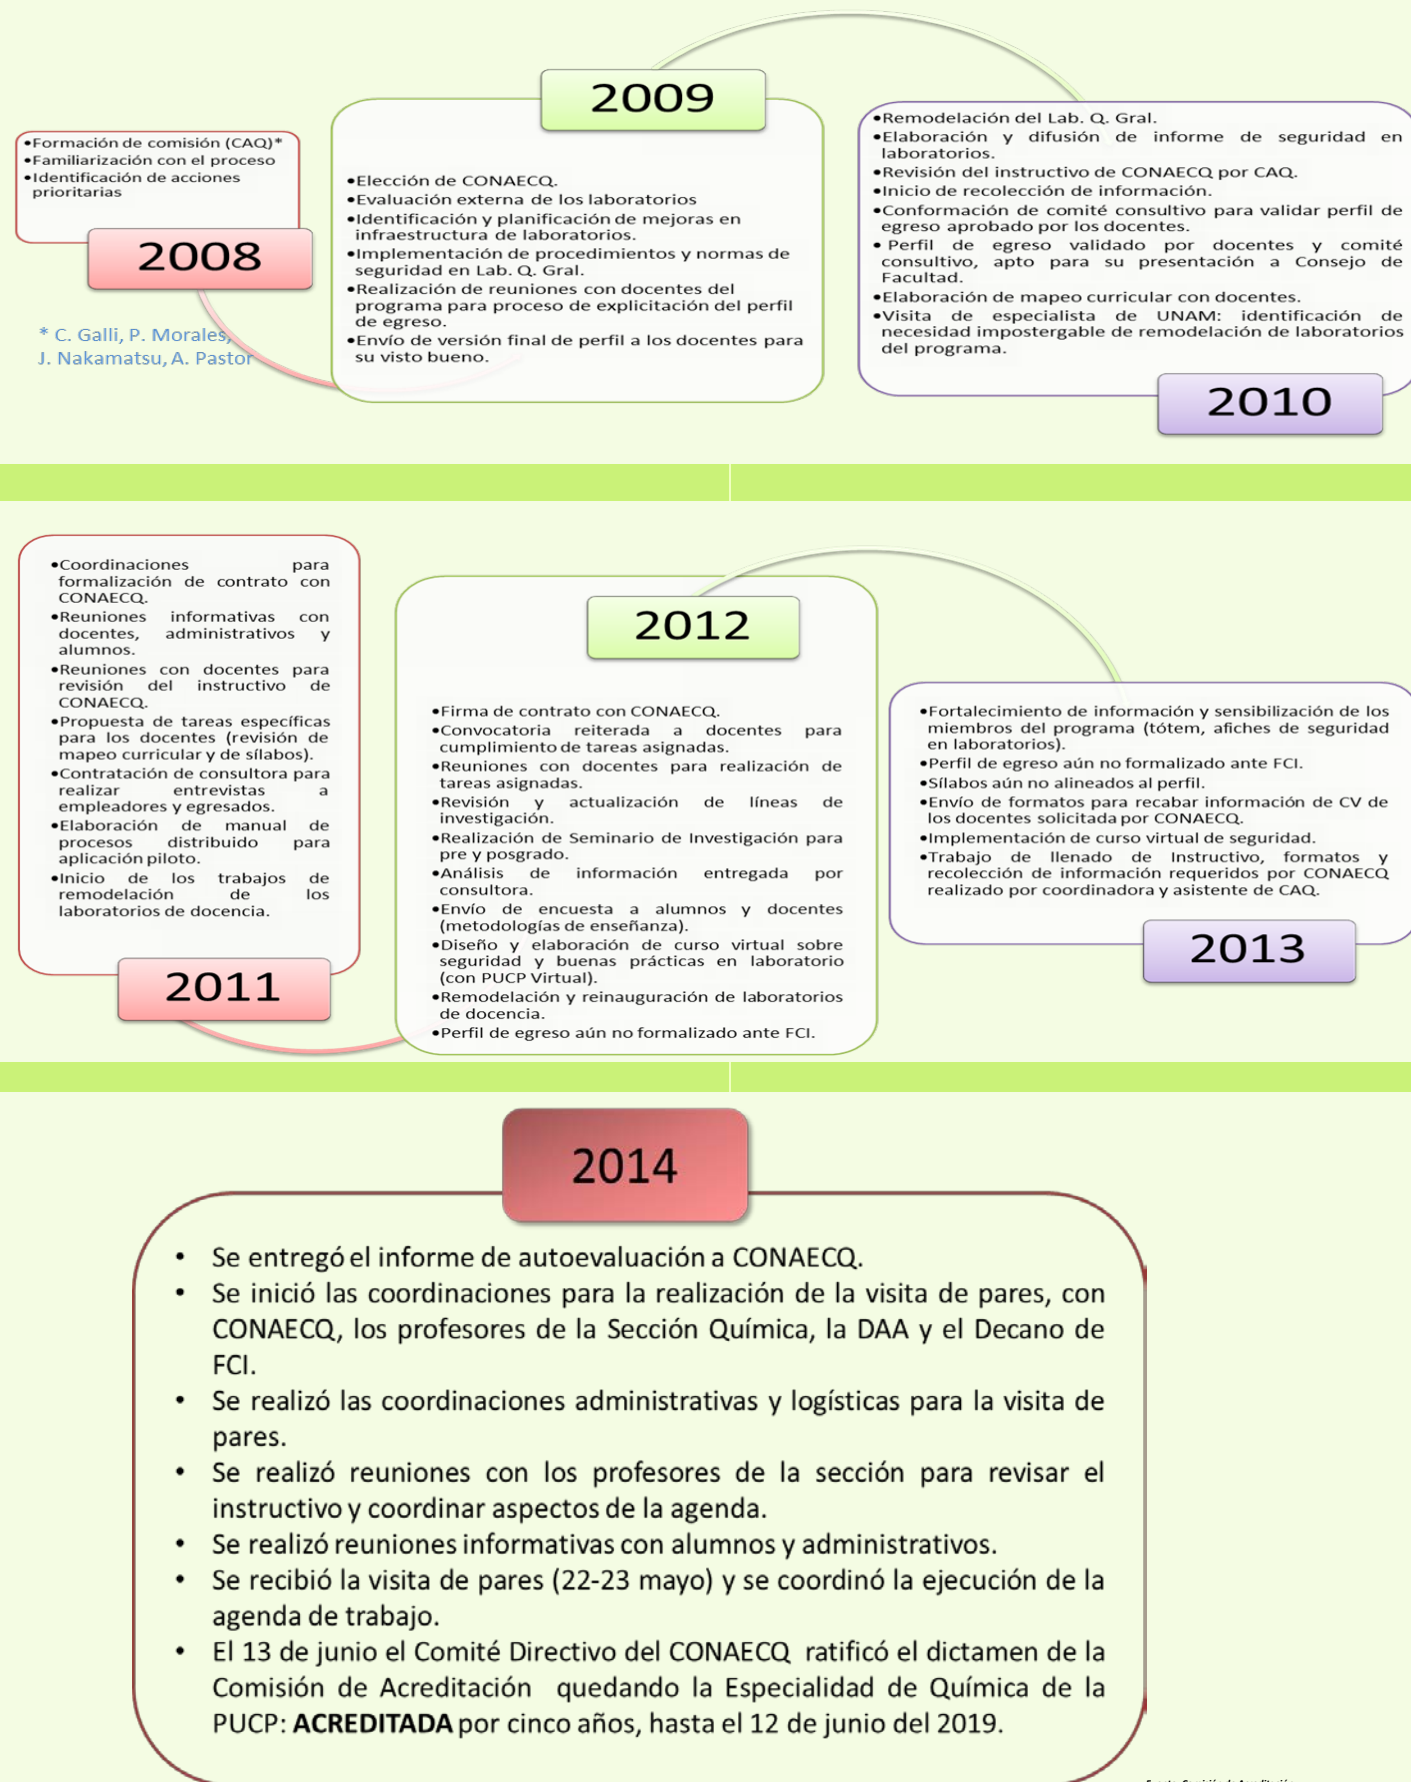 •Formación de comisión (CAQ)*
•Familiarización con el proceso
•Identificación de acciones
prioritarias
2008
* C. Galli, P. Morales,
J. Nakamatsu, A. Pastor
2009
•Elección de CONAECQ.
•Evaluación externa de los laboratorios
•Identificación y planificación de mejoras en
infraestructura de laboratorios.
•Implementación de procedimientos y normas de
seguridad en Lab. Q. Gral.
•Realización de reuniones con docentes del
programa para proceso de explicitación del perfil
de egreso.
•Envío de versión final de perfil a los docentes para
su visto bueno.
•Remodelación del Lab. Q. Gral.
•Elaboración y difusión de informe de seguridad en
laboratorios.
•Revisión del instructivo de CONAECQ por CAQ.
•Inicio de recolección de información.
•Conformación de comité consultivo para validar perfil de
egreso aprobado por los docentes.
• Perfil de egreso validado por docentes y comité
consultivo, apto para su presentación a Consejo de
Facultad.
•Elaboración de mapeo curricular con docentes.
•Visita de especialista de UNAM: identificación de
necesidad impostergable de remodelación de laboratorios
del programa.
2010
•Coordinaciones para
formalización de contrato con
CONAECQ.
•Reuniones informativas con
docentes, administrativos y
alumnos.
•Reuniones con docentes para
revisión del instructivo de
CONAECQ.
•Propuesta de tareas específicas
para los docentes (revisión de
mapeo curricular y de sílabos).
•Contratación de consultora para
realizar entrevistas a
empleadores y egresados.
•Elaboración de manual de
procesos distribuido para
aplicación piloto.
•Inicio de los trabajos de
remodelación de los
laboratorios de docencia.
2011
2012
•Firma de contrato con CONAECQ.
•Convocatoria reiterada a docentes para
cumplimiento de tareas asignadas.
•Reuniones con docentes para realización de
tareas asignadas.
•Revisión y actualización de líneas de
investigación.
•Realización de Seminario de Investigación para
pre y posgrado.
•Análisis de información entregada por
consultora.
•Envío de encuesta a alumnos y docentes
(metodologías de enseñanza).
•Diseño y elaboración de curso virtual sobre
seguridad y buenas prácticas en laboratorio
(con PUCP Virtual).
•Remodelación y reinauguración de laboratorios
de docencia.
•Perfil de egreso aún no formalizado ante FCI.
•Fortalecimiento de información y sensibilización de los
miembros del programa (tótem, afiches de seguridad
en laboratorios).
•Perfil de egreso aún no formalizado ante FCI.
•Sílabos aún no alineados al perfil.
•Envío de formatos para recabar información de CV de
los docentes solicitada por CONAECQ.
•Implementación de curso virtual de seguridad.
•Trabajo de llenado de Instructivo, formatos y
recolección de información requeridos por CONAECQ
realizado por coordinadora y asistente de CAQ.
2013
2014
• Se entregó el informe de autoevaluación a CONAECQ.
• Se inició las coordinaciones para la realización de la visita de pares, con
CONAECQ, los profesores de la Sección Química, la DAA y el Decano de
FCI.
• Se realizó las coordinaciones administrativas y logísticas para la visita de
pares.
• Se realizó reuniones con los profesores de la sección para revisar el
instructivo y coordinar aspectos de la agenda.
• Se realizó reuniones informativas con alumnos y administrativos.
• Se recibió la visita de pares (22-23 mayo) y se coordinó la ejecución de la
agenda de trabajo.
• El 13 de junio el Comité Directivo del CONAECQ ratificó el dictamen de la
Comisión de Acreditación quedando la Especialidad de Química de la
PUCP: ACREDITADA por cinco años, hasta el 12 de junio del 2019.